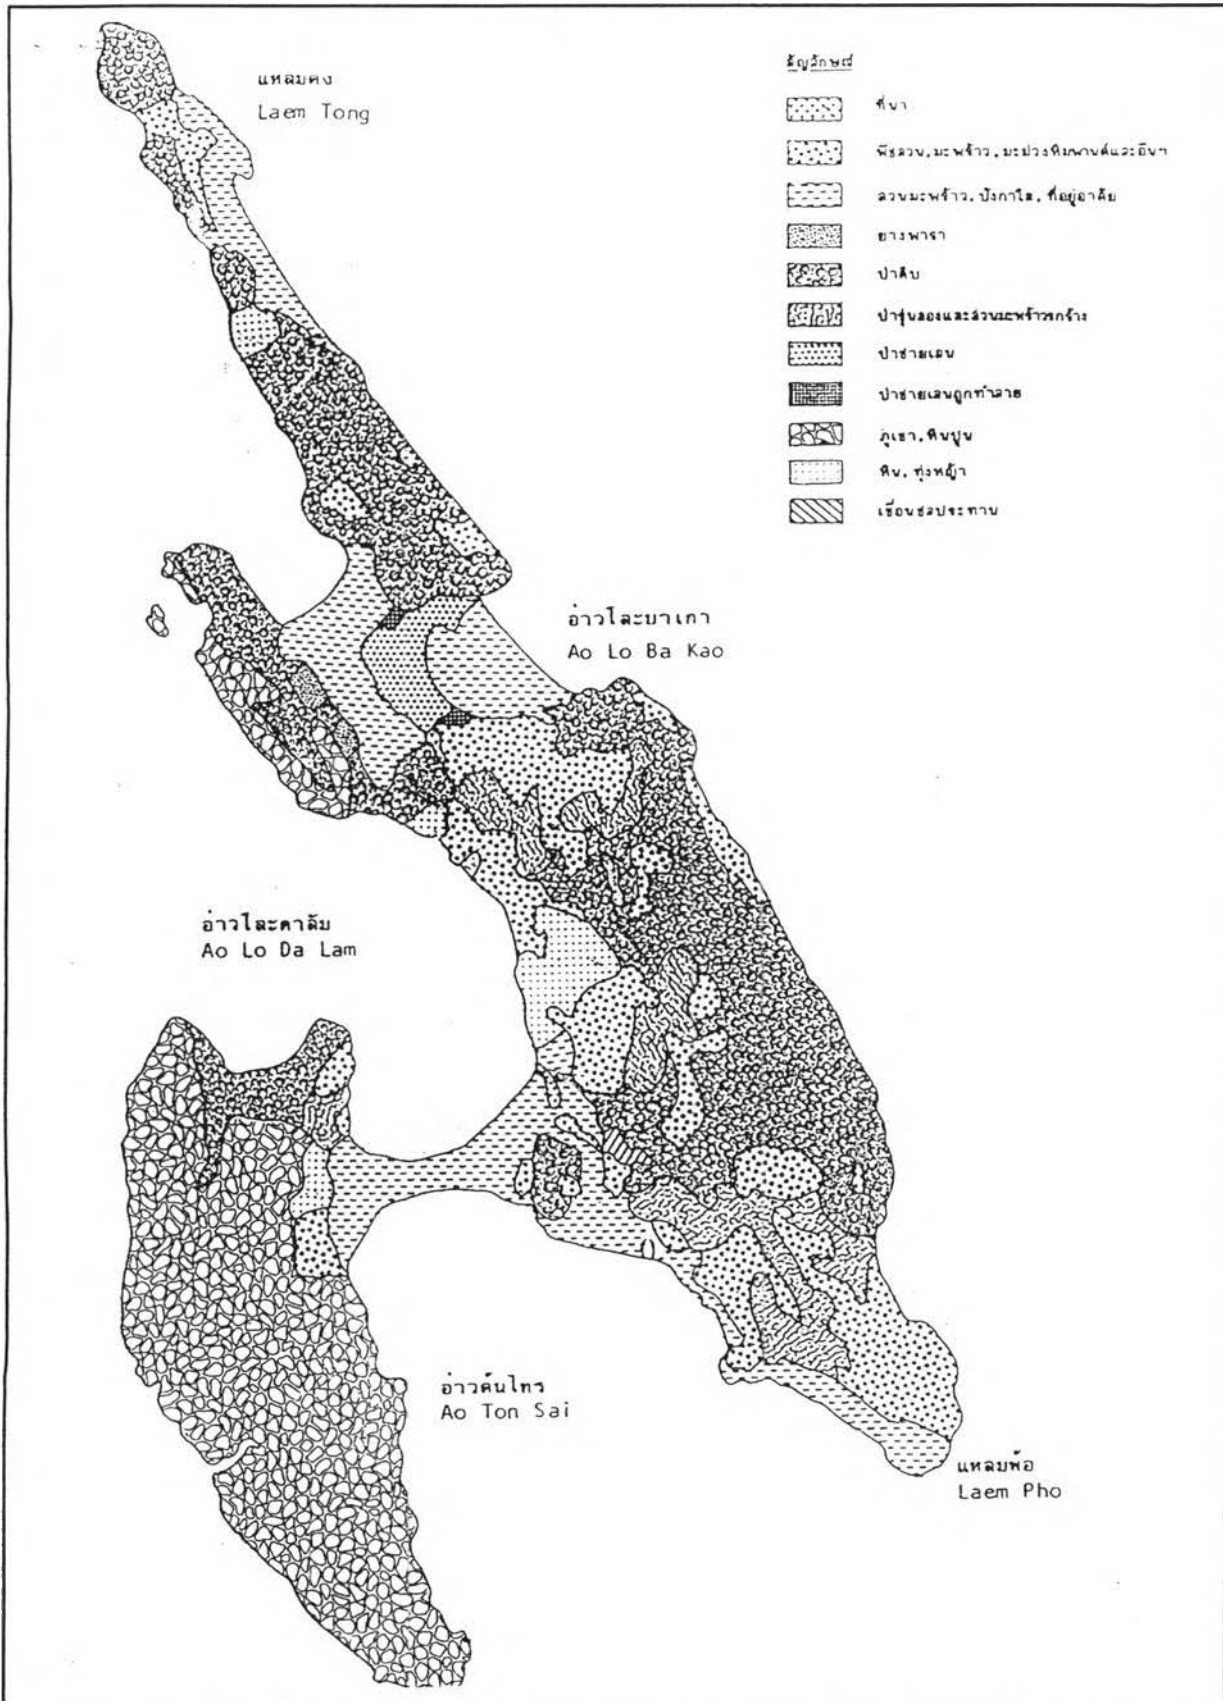 แหลมตง
Laem Tong
สัญลักษณ์
ที่นา
พืชสวน,มะพร้าว,มะม่วงหิมพานต์และอื่นฯ
สวนมะพร้าว, บังกาโล, ที่อยู่อาศัย
ยางพารา
ป่าดิบ
ป่ารุ่นสองและสวนมะพร้าวรกร้าง
ป่าชายเลน
ป่าชายเลนถูกทำลาย
ภูเขา, หินปูน
หิน, ทุ่งหญ้า
เขื่อนชลประทาน
อ่าวโละบาเกา
Ao Lo Ba Kao
อ่าวโละดาลัม
Ao Lo Da Lam
อ่าวต้นไทร
Ao Ton Sai
แหลมพ้อ
Laem Pho